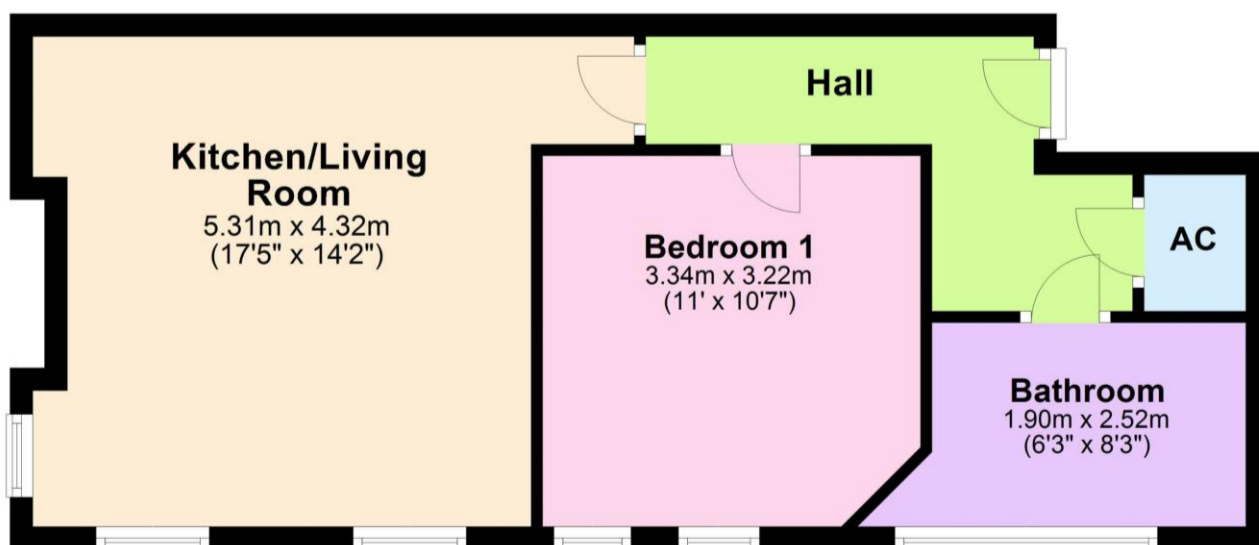 Kitchen/Living
Room
5.31m x 4.32m
(17'5" x 14'2")
Hall
Bedroom 1
3.34m x 3.22m
(11' x 10'7")
AC
Bathroom
1.90m x 2.52m
(6'3" x 8'3")